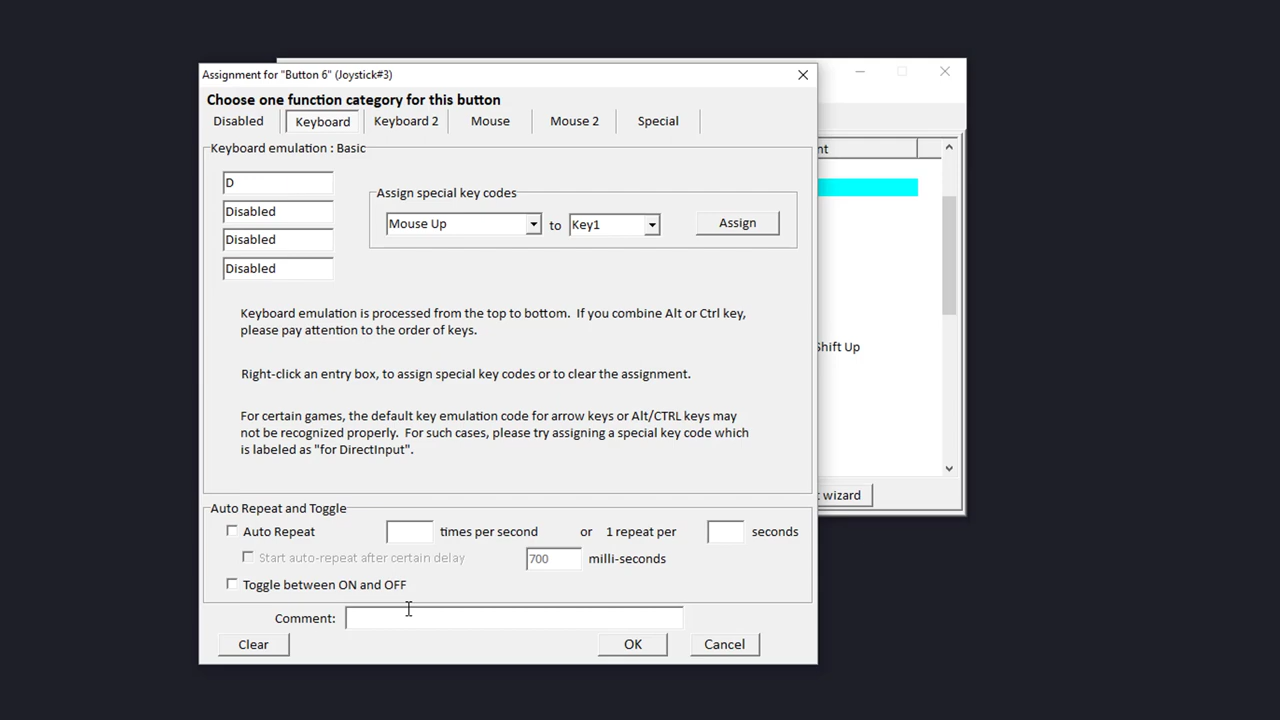 Assignment for "Button 6" (Joystick#3)
Choose one function category for this button
Disabled Keyboard Keyboard 2 Mouse Mouse 2 Special
Keyboard emulation : Basic
D
Disabled
Disabled
Disabled
Assign special key codes
Mouse Up to Key1 Assign
Keyboard emulation is processed from the top to bottom. If you combine Alt or Ctrl key,
please pay attention to the order of keys.
Right-click an entry box, to assign special key codes or to clear the assignment.
For certain games, the default key emulation code for arrow keys or Alt/CTRL keys may
not be recognized properly. For such cases, please try assigning a special key code which
is labeled as "for DirectInput".
Auto Repeat and Toggle
Auto Repeat times per second or 1 repeat per seconds
Start auto-repeat after certain delay 700 milli-seconds
Toggle between ON and OFF
Comment:
Clear OK Cancel
nt
Shift Up
wizard